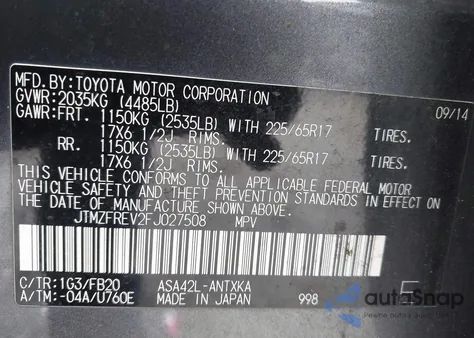 MFD.BY:TOYOTA MOTOR CORPORATION
GVWR:2035KG (4485LB) 09/14
GAWR:FRT. 1150KG (2535LB) WITH 225/65R17 TIRES.
17X6 1/2J RIMS.
RR. 1150KG (2535LB) WITH 225/65R17 TIRES.
17X6 1/2J RIMS.
THIS VEHICLE CONFORMS TO ALL APPLICABLE FEDERAL MOTOR
VEHICLE SAFETY AND THEFT PREVENTION STANDARDS IN EFFECT ON
THE DATE OF MANUFACTURE SHOWN ABOVE.
JTMZFREV2FJ027508 MPV
C/TR:1G3/FB20 ASA42L-ANTXKA
A/TM:-04A/U760E MADE IN JAPAN 998 5
autoSnap